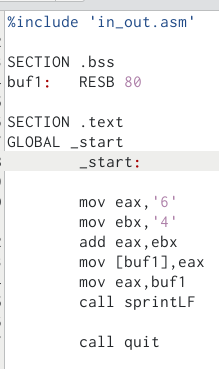 %include 'in_out.asm'
SECTION .bss
buf1: RESB 80
SECTION .text
GLOBAL _start
_start:
mov eax,'6'
mov ebx,'4'
add eax,ebx
mov [buf1],eax
mov eax,buf1
call sprintLF
call quit